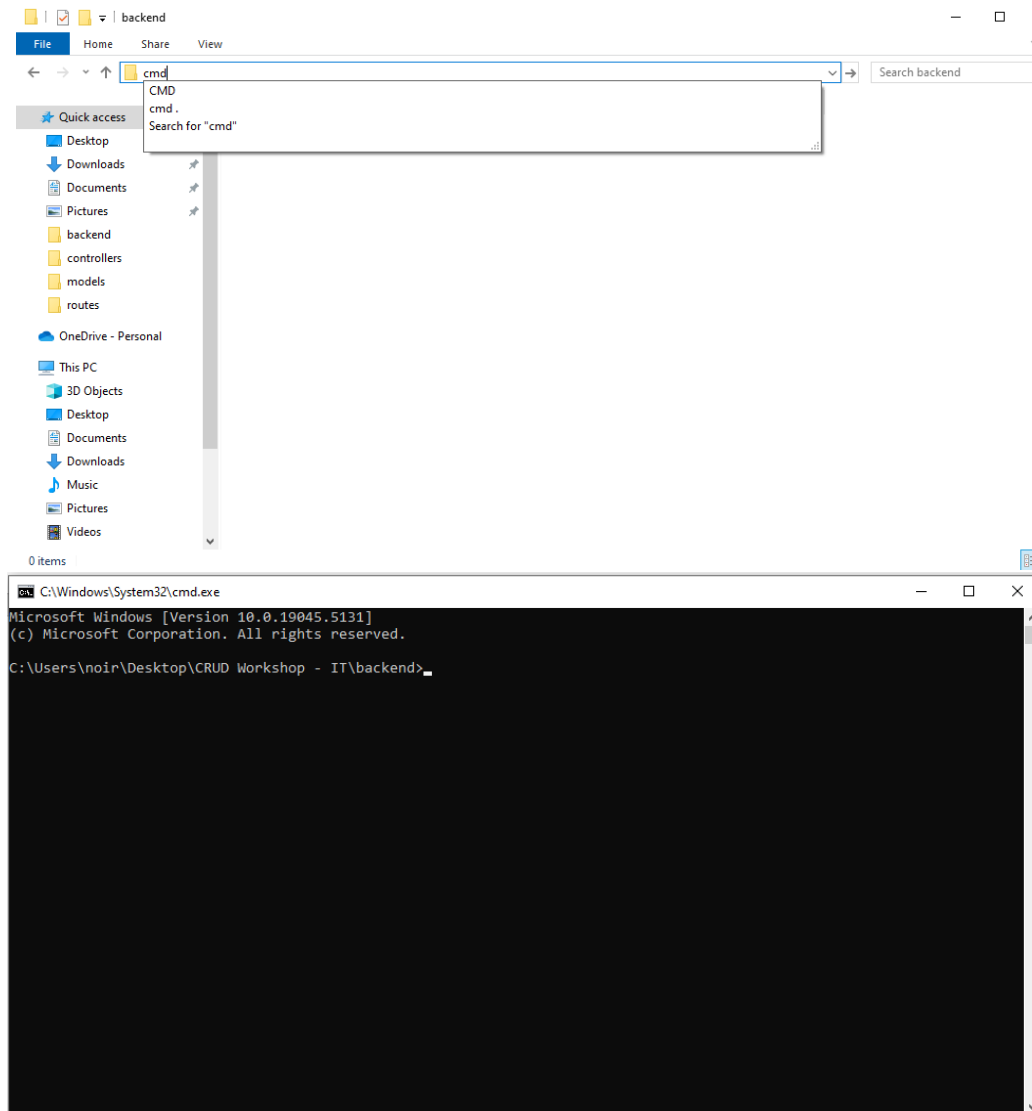 backend
File Home Share View
cmd Search backend
CMD
cmd .
Search for "cmd"
Quick access
Desktop
Downloads
Documents
Pictures
backend
controllers
models
routes
OneDrive - Personal
This PC
3D Objects
Desktop
Documents
Downloads
Music
Pictures
Videos
0 items
C:\Windows\System32\cmd.exe
Microsoft Windows [Version 10.0.19045.5131]
(c) Microsoft Corporation. All rights reserved.
C:\Users\noir\Desktop\CRUD Workshop - IT\backend>